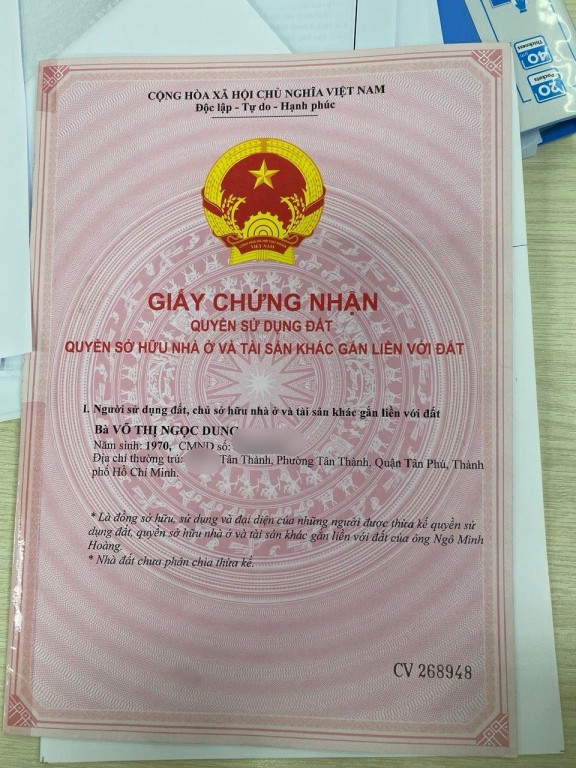 CỘNG HÒA XÃ HỘI CHỦ NGHĨA VIỆT NAM
Độc lập - Tự do - Hạnh phúc
VIỆT NAM
GIẤY CHỨNG NHẬN
QUYỀN SỬ DỤNG ĐẤT
QUYỀN SỞ HỮU NHÀ Ở VÀ TÀI SẢN KHÁC GẮN LIỀN VỚI ĐẤT
I. Người sử dụng đất, chủ sở hữu nhà ở và tài sản khác gắn liền với đất
Bà VÕ THỊ NGỌC DUNG
Năm sinh: 1970, CMND số:
Địa chỉ thường trú: Tân Thành, Phường Tân Thành, Quận Tân Phú, Thành
phố Hồ Chí Minh.
* Là đồng sở hữu, sử dụng và đại diện của những người được thừa kế quyền sử
dụng đất, quyền sở hữu nhà ở và tài sản khác gắn liền với đất của ông Ngô Minh
Hoàng.
* Nhà đất chưa phân chia thừa kế.
CV 268948
40
Thickness
20
Pockets